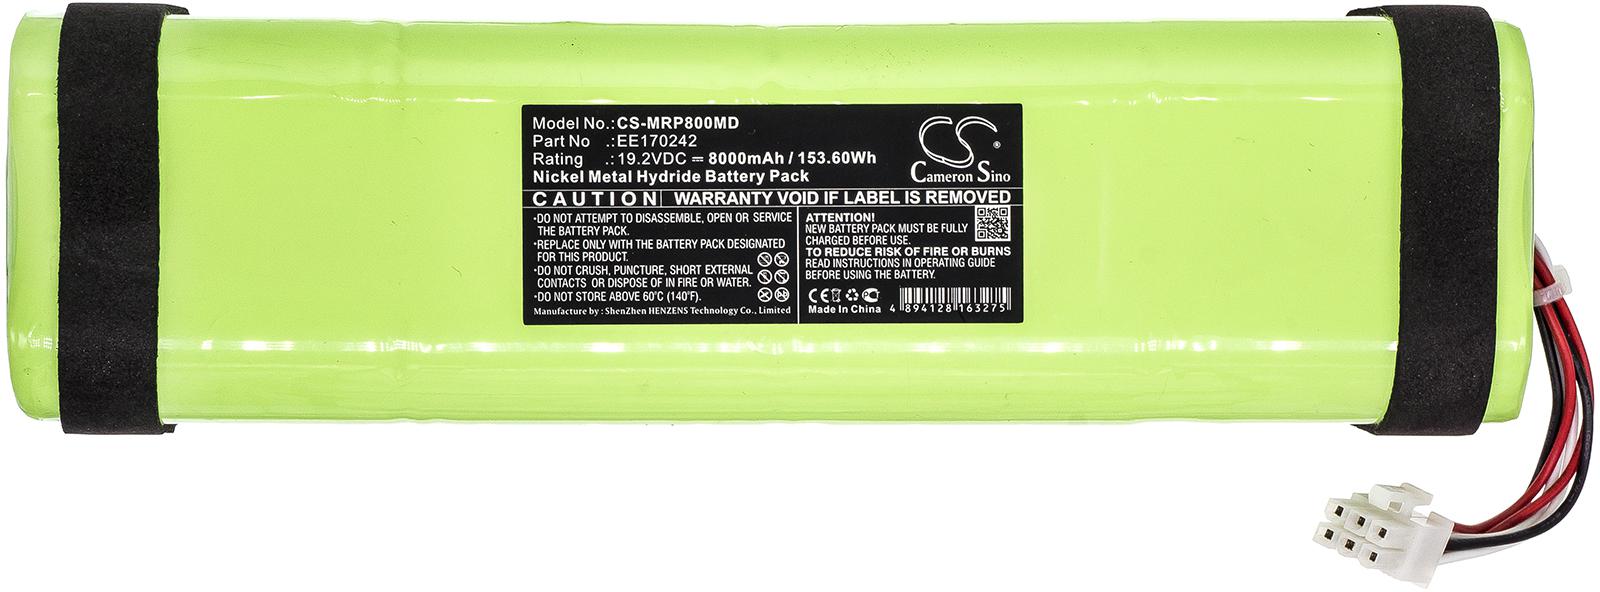 Model No.:CS-MRP800MD
Part No .:EE170242
Rating .:19.2VDC ⎓ 8000mAh / 153.60Wh
Nickel Metal Hydride Battery Pack
CS
Cameron Sino
CAUTION WARRANTY VOID IF LABEL IS REMOVED
•DO NOT ATTEMPT TO DISASSEMBLE, OPEN OR SERVICE
THE BATTERY PACK.
•REPLACE ONLY WITH THE BATTERY PACK DESIGNATED
FOR THIS PRODUCT.
•DO NOT CRUSH, PUNCTURE, SHORT EXTERNAL
CONTACTS OR DISPOSE OF IN FIRE OR WATER.
•DO NOT STORE ABOVE 60°C (140°F).
Manufacture by : ShenZhen HENZENS Technology Co., Limited
ATTENTION!
NEW BATTERY PACK MUST BE FULLY
CHARGED BEFORE USE.
TO REDUCE RISK OF FIRE OR BURNS
READ INSTRUCTIONS IN OPERATING GUIDE
BEFORE USING THE BATTERY.
CE
Made In China
4 894128 163275